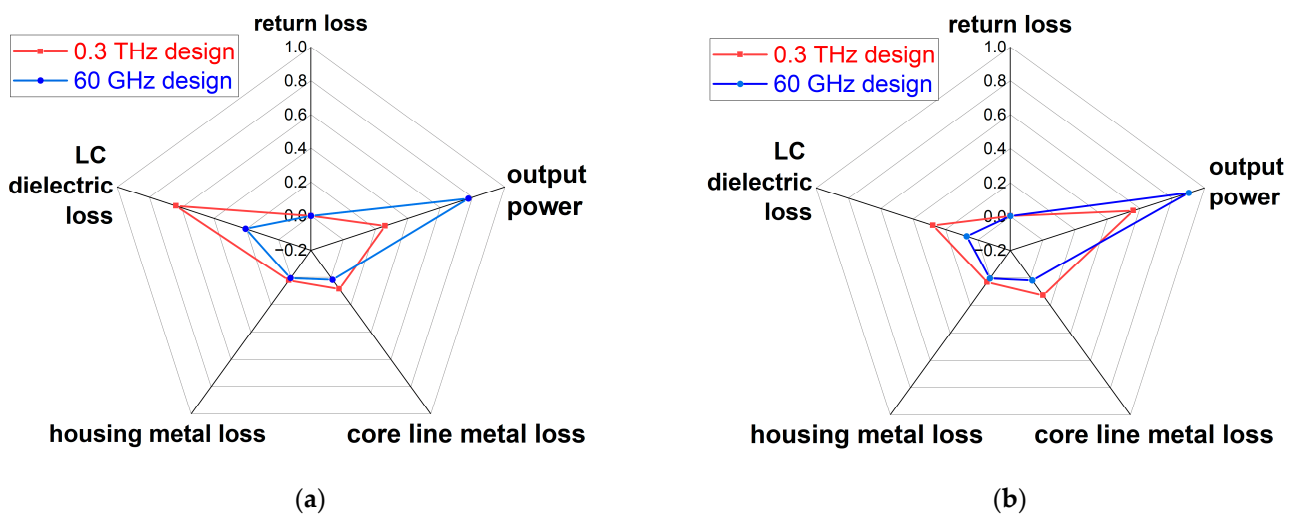 return loss
0.3 THz design
60 GHz design
1.0
0.8
0.6
0.4
0.2
0.0
−0.2
LC
dielectric
loss
output
power
housing metal loss
core line metal loss
(a)
return loss
0.3 THz design
60 GHz design
1.0
0.8
0.6
0.4
0.2
0.0
−0.2
LC
dielectric
loss
output
power
housing metal loss
core line metal loss
(b)